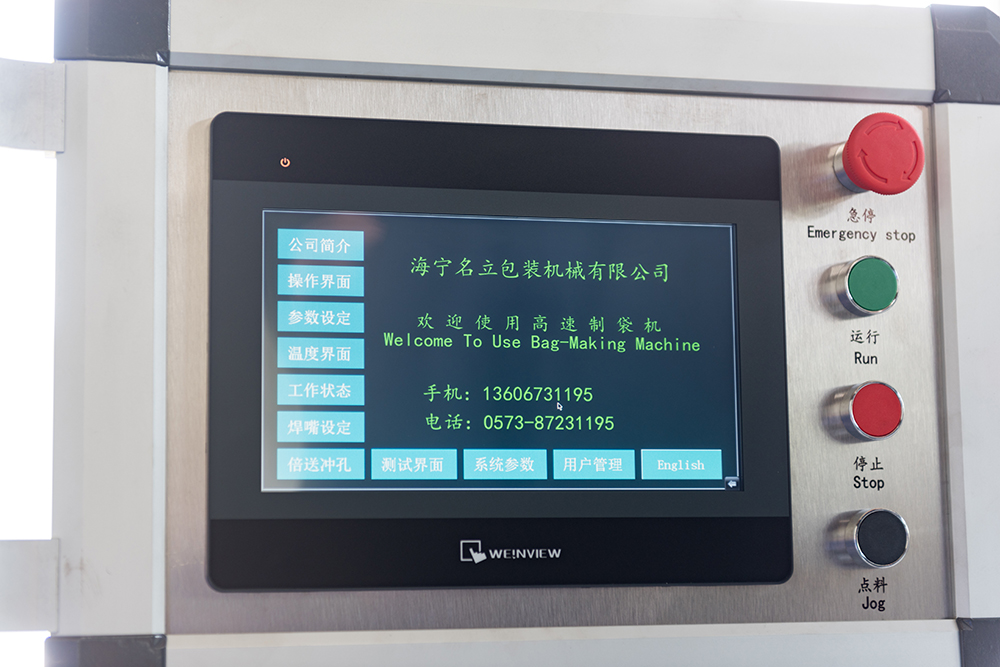 公司简介
操作界面
参数设定
温度界面
工作状态
焊嘴设定
倍送冲孔
测试界面
系统参数
用户管理
English
海宁名立包装机械有限公司
欢迎使用高速制袋机
Welcome To Use Bag-Making Machine
手机：13606731195
电话：0573-87231195
WE!NVIEW
急停
Emergency stop
运行
Run
停止
Stop
点料
Jog